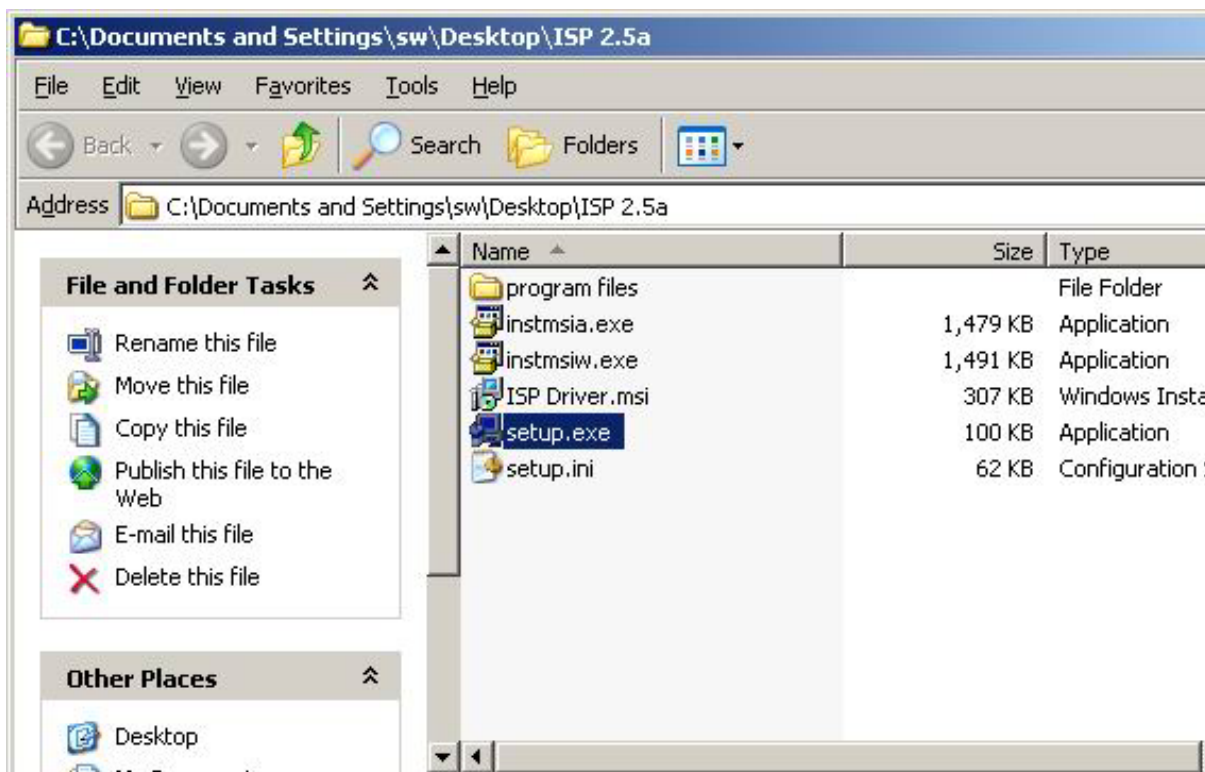 C:\Documents and Settings\sw\Desktop\ISP 2.5a
File Edit View Favorites Tools Help
Back Search Folders
Address C:\Documents and Settings\sw\Desktop\ISP 2.5a
File and Folder Tasks
Rename this file
Move this file
Copy this file
Publish this file to the
Web
E-mail this file
Delete this file
Other Places
Desktop
Name Size Type
program files File Folder
instmsia.exe 1,479 KB Application
instmsiw.exe 1,491 KB Application
ISP Driver.msi 307 KB Windows Insta
setup.exe 100 KB Application
setup.ini 62 KB Configuration